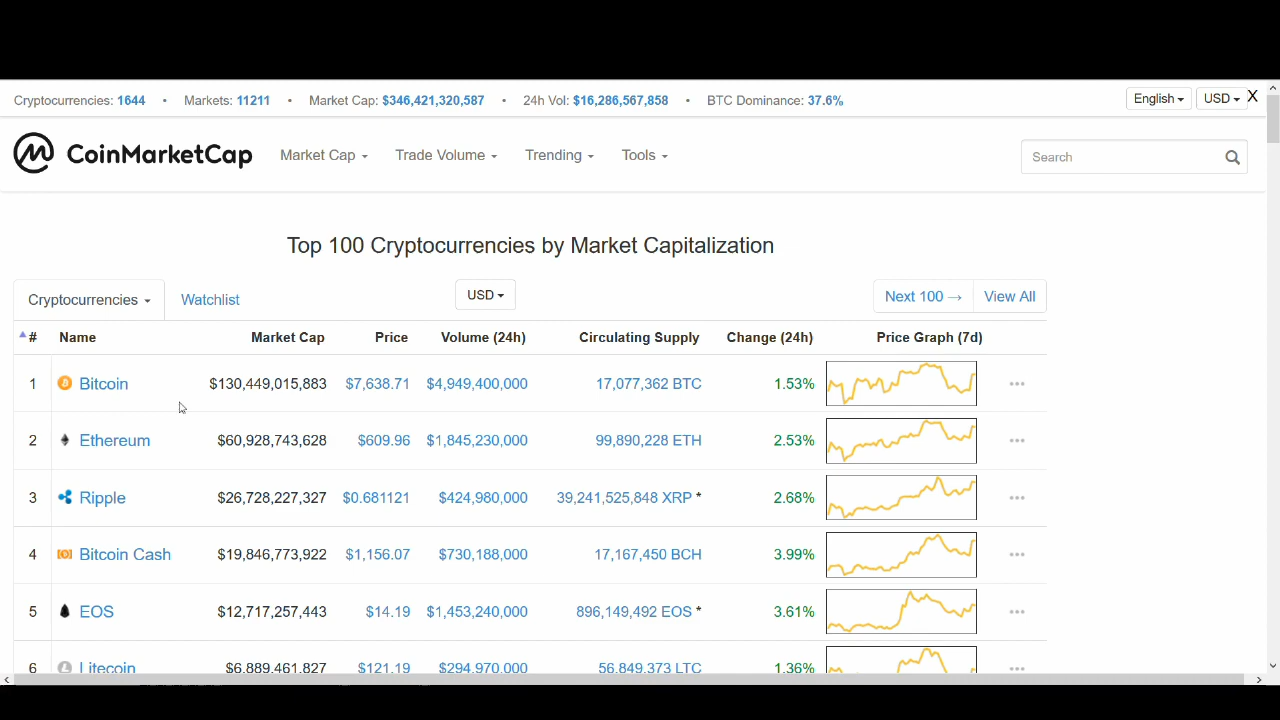 Cryptocurrencies: 1644 • Markets: 11211 • Market Cap: $346,421,320,587 • 24h Vol: $16,286,567,858 • BTC Dominance: 37.6% English USD X
CoinMarketCap Market Cap Trade Volume Trending Tools Search
Top 100 Cryptocurrencies by Market Capitalization
Cryptocurrencies Watchlist USD Next 100 → View All
# Name Market Cap Price Volume (24h) Circulating Supply Change (24h) Price Graph (7d)
1 Bitcoin $130,449,015,883 $7,638.71 $4,949,400,000 17,077,362 BTC 1.53%
2 Ethereum $60,928,743,628 $609.96 $1,845,230,000 99,890,228 ETH 2.53%
3 Ripple $26,728,227,327 $0.681121 $424,980,000 39,241,525,848 XRP * 2.68%
4 Bitcoin Cash $19,846,773,922 $1,156.07 $730,188,000 17,167,450 BCH 3.99%
5 EOS $12,717,257,443 $14.19 $1,453,240,000 896,149,492 EOS * 3.61%
6 Litecoin $6,889,461,827 $121.19 $294,970,000 56,849,373 LTC 1.36%